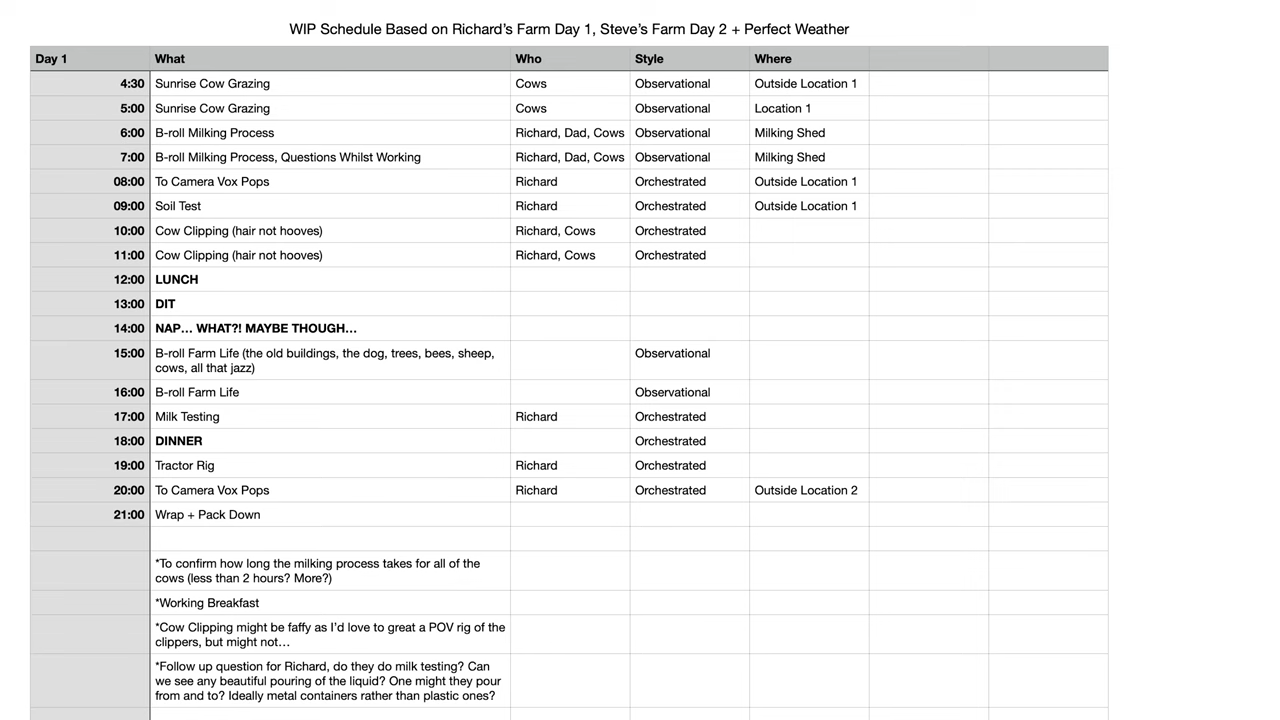 WIP Schedule Based on Richard's Farm Day 1, Steve's Farm Day 2 + Perfect Weather
Day 1 What Who Style Where
4:30 Sunrise Cow Grazing Cows Observational Outside Location 1
5:00 Sunrise Cow Grazing Cows Observational Location 1
6:00 B-roll Milking Process Richard, Dad, Cows Observational Milking Shed
7:00 B-roll Milking Process, Questions Whilst Working Richard, Dad, Cows Observational Milking Shed
08:00 To Camera Vox Pops Richard Orchestrated Outside Location 1
09:00 Soil Test Richard Orchestrated Outside Location 1
10:00 Cow Clipping (hair not hooves) Richard, Cows Orchestrated
11:00 Cow Clipping (hair not hooves) Richard, Cows Orchestrated
12:00 LUNCH
13:00 DIT
14:00 NAP… WHAT?! MAYBE THOUGH…
15:00 B-roll Farm Life (the old buildings, the dog, trees, bees, sheep, Observational
cows, all that jazz)
16:00 B-roll Farm Life Observational
17:00 Milk Testing Richard Orchestrated
18:00 DINNER Orchestrated
19:00 Tractor Rig Richard Orchestrated
20:00 To Camera Vox Pops Richard Orchestrated Outside Location 2
21:00 Wrap + Pack Down
*To confirm how long the milking process takes for all of the
cows (less than 2 hours? More?)
*Working Breakfast
*Cow Clipping might be faffy as I'd love to great a POV rig of the
clippers, but might not…
*Follow up question for Richard, do they do milk testing? Can
we see any beautiful pouring of the liquid? One might they pour
from and to? Ideally metal containers rather than plastic ones?